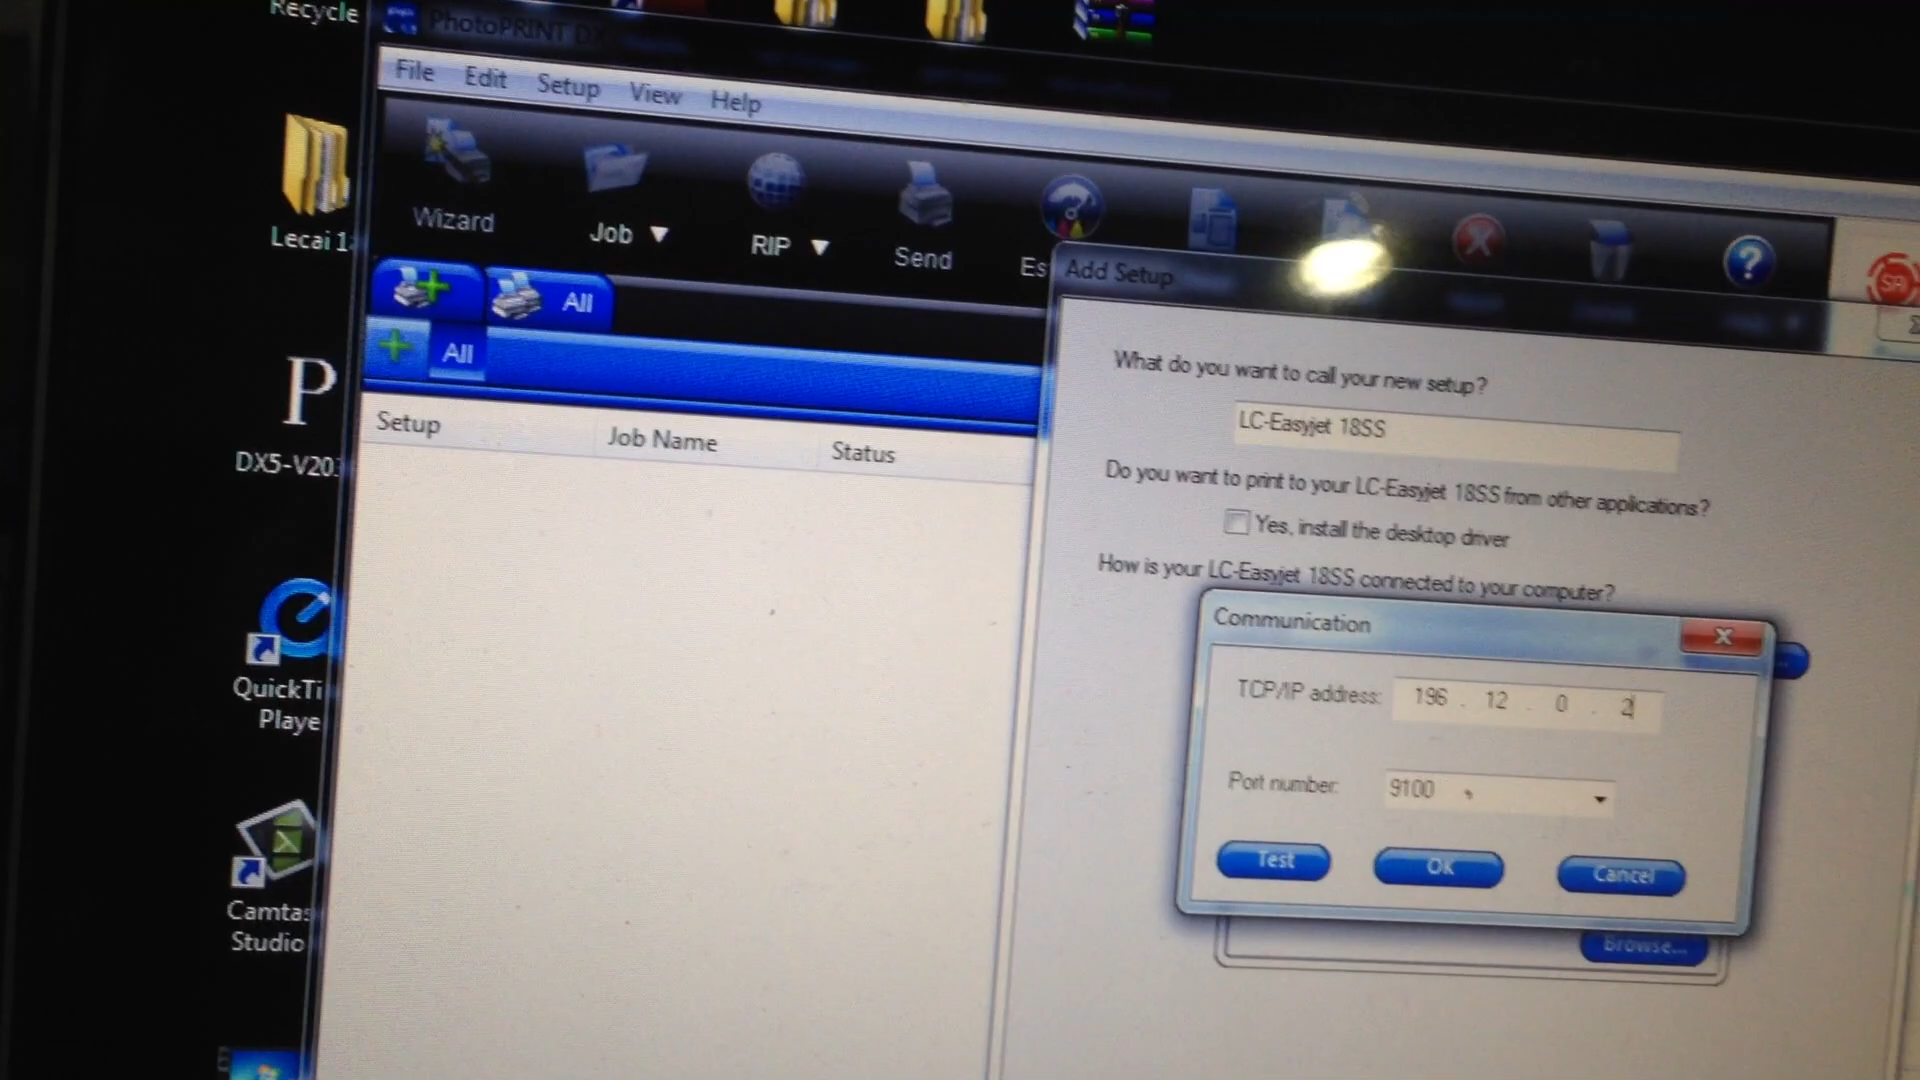 Recycle
PhotoPRINT DX
File Edit Setup View Help
Wizard Job RIP Send
Lecai
Add Setup
All
All
Setup Job Name Status
What do you want to call your new setup?
LC-Easyjet 18SS
Do you want to print to your LC-Easyjet 18SS from other applications?
Yes, install the desktop driver
How is your LC-Easyjet 18SS connected to your computer?
P
DX5-V20
Communication
TCP/IP address: 196 . 12 . 0 . 2
Port number: 9100
Test OK Cancel
Browse...
QuickTi
Playe
Camtas
Studio